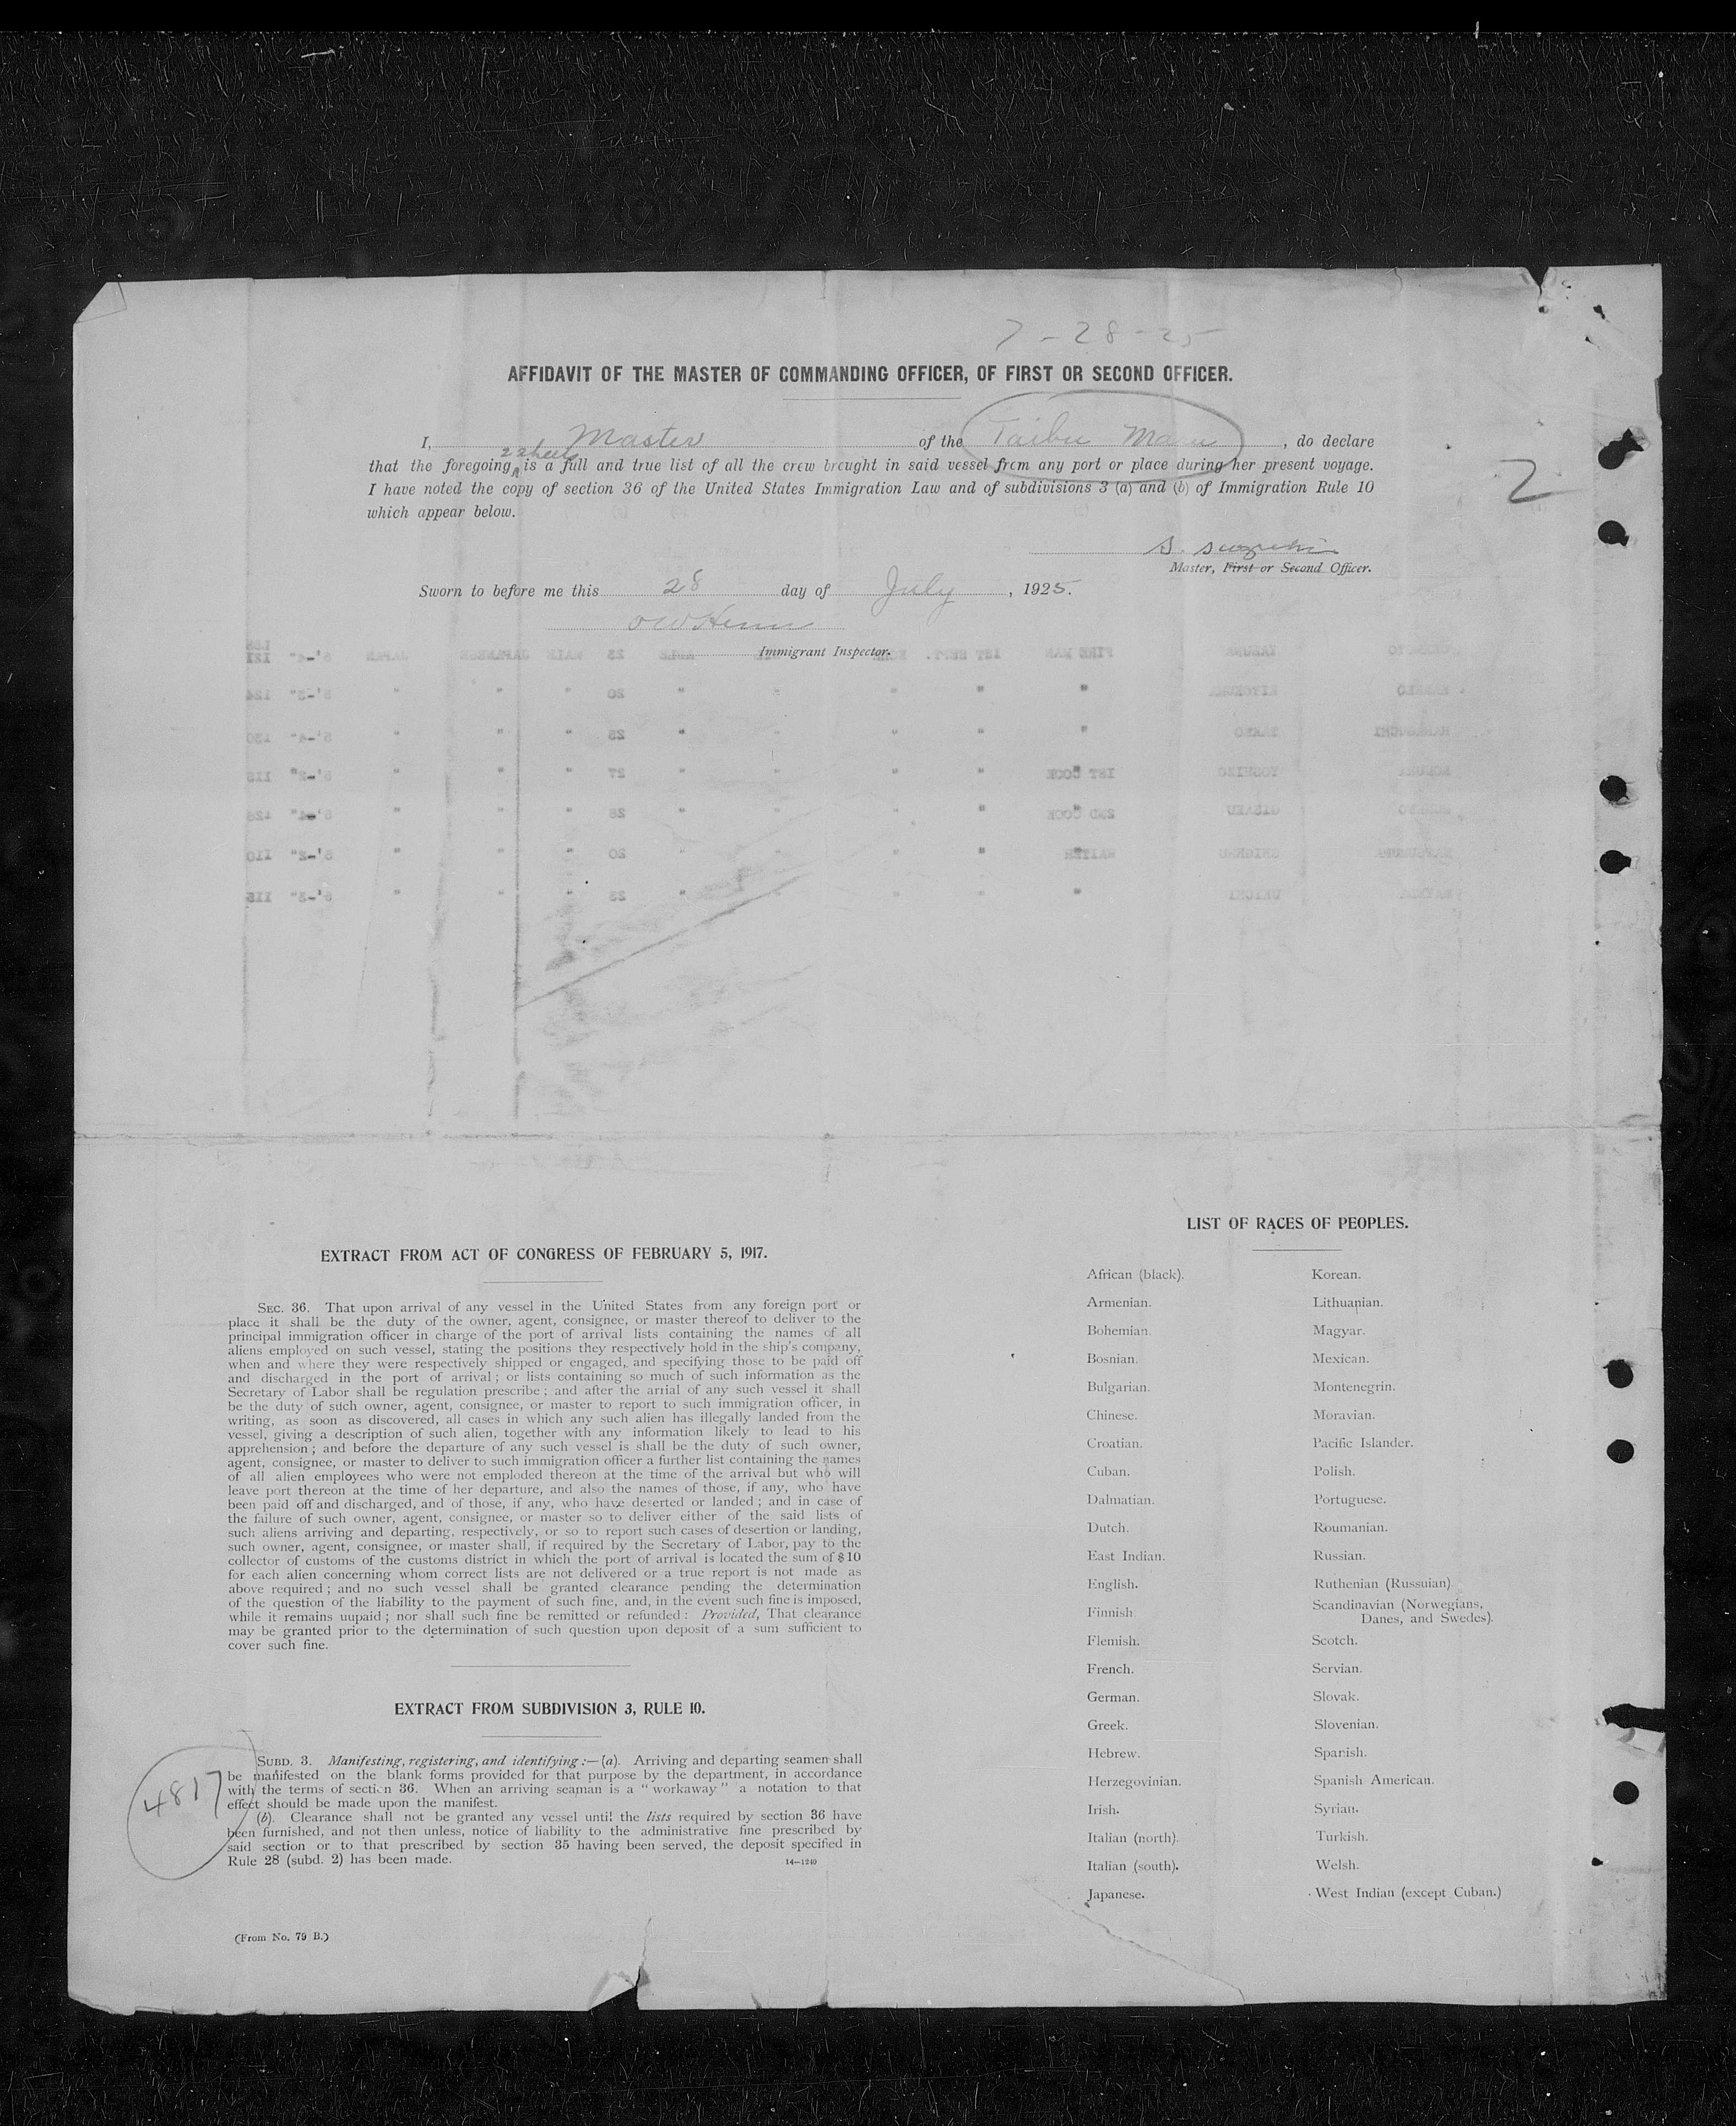 7-28-25
AFFIDAVIT OF THE MASTER OF COMMANDING OFFICER, OF FIRST OR SECOND OFFICER.
I, Master of the Taibu Maru, do declare
2 sheets
that the foregoing is a full and true list of all the crew brought in said vessel from any port or place during her present voyage.
2
I have noted the copy of section 36 of the United States Immigration Law and of subdivisions 3 (a) and (b) of Immigration Rule 10
which appear below.
S. Suzuki
Master, First or Second Officer.
Sworn to before me this 28 day of July, 1925.
Immigrant Inspector.
EXTRACT FROM ACT OF CONGRESS OF FEBRUARY 5, 1917.
SEC. 36. That upon arrival of any vessel in the United States from any foreign port or
place it shall be the duty of the owner, agent, consignee, or master thereof to deliver to the
principal immigration officer in charge of the port of arrival lists containing the names of all
aliens employed on such vessel, stating the positions they respectively hold in the ship's company,
when and where they were respectively shipped or engaged, and specifying those to be paid off
and discharged in the port of arrival; or lists containing so much of such information as the
Secretary of Labor shall be regulation prescribe; and after the arrial of any such vessel it shall
be the duty of such owner, agent, consignee, or master to report to such immigration officer, in
writing, as soon as discovered, all cases in which any such alien has illegally landed from the
vessel, giving a description of such alien, together with any information likely to lead to his
apprehension; and before the departure of any such vessel is shall be the duty of such owner,
agent, consignee, or master to deliver to such immigration officer a further list containing the names
of all alien employees who were not emploded thereon at the time of the arrival but who will
leave port thereon at the time of her departure, and also the names of those, if any, who have
been paid off and discharged, and of those, if any, who have deserted or landed; and in case of
the failure of such owner, agent, consignee, or master so to deliver either of the said lists of
such aliens arriving and departing, respectively, or so to report such cases of desertion or landing,
such owner, agent, consignee, or master shall, if required by the Secretary of Labor, pay to the
collector of customs of the customs district in which the port of arrival is located the sum of $10
for each alien concerning whom correct lists are not delivered or a true report is not made as
above required; and no such vessel shall be granted clearance pending the determination
of the question of the liability to the payment of such fine, and, in the event such fine is imposed,
while it remains uupaid; nor shall such fine be remitted or refunded: Provided, That clearance
may be granted prior to the determination of such question upon deposit of a sum sufficient to
cover such fine.
EXTRACT FROM SUBDIVISION 3, RULE 10.
SUBD. 3. Manifesting, registering, and identifying:—(a). Arriving and departing seamen shall
be manifested on the blank forms provided for that purpose by the department, in accordance
with the terms of section 36. When an arriving seaman is a "workaway" a notation to that
effect should be made upon the manifest.
4817
(b). Clearance shall not be granted any vessel until the lists required by section 36 have
been furnished, and not then unless, notice of liability to the administrative fine prescribed by
said section or to that prescribed by section 35 having been served, the deposit specified in
Rule 28 (subd. 2) has been made.
14—1240
(From No. 79 B.)
LIST OF RACES OF PEOPLES.
African (black).
Armenian.
Bohemian.
Bosnian.
Bulgarian.
Chinese.
Croatian.
Cuban.
Dalmatian.
Dutch.
East Indian.
English.
Finnish.
Flemish.
French.
German.
Greek.
Hebrew.
Herzegovinian.
Irish.
Italian (north).
Italian (south).
Japanese.
Korean.
Lithuanian.
Magyar.
Mexican.
Montenegrin.
Moravian.
Pacific Islander.
Polish.
Portuguese.
Roumanian.
Russian.
Ruthenian (Russuian)
Scandinavian (Norwegians,
Danes, and Swedes).
Scotch.
Servian.
Slovak.
Slovenian.
Spanish.
Spanish American.
Syrian.
Turkish.
Welsh.
West Indian (except Cuban.)